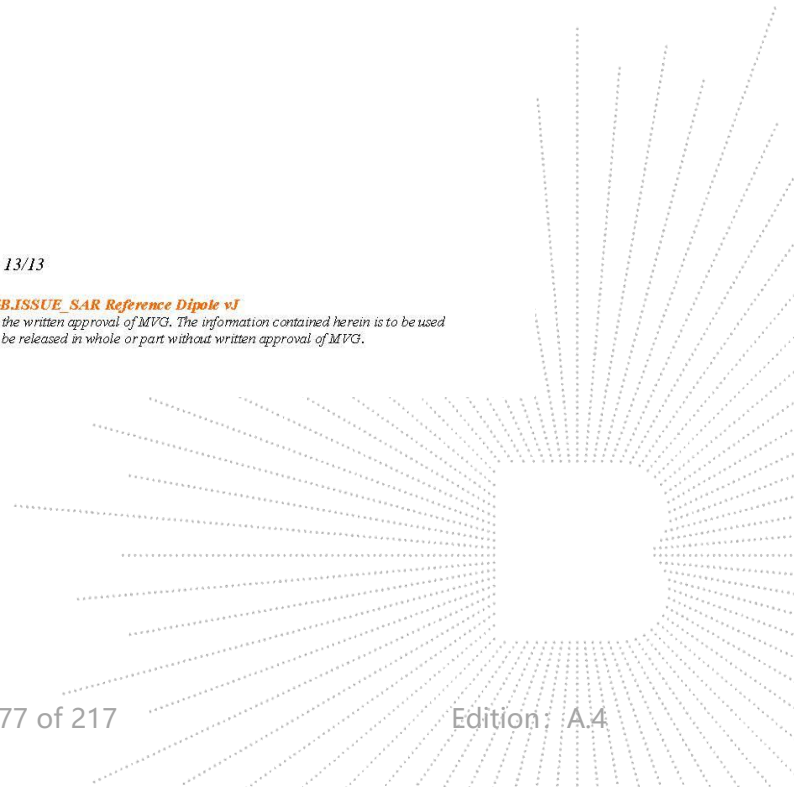 13/13
B.ISSUE_SAR Reference Dipole vJ
the written approval of MVG. The information contained herein is to be used
be released in whole or part without written approval of MVG.
77 of 217 Edition: A.4